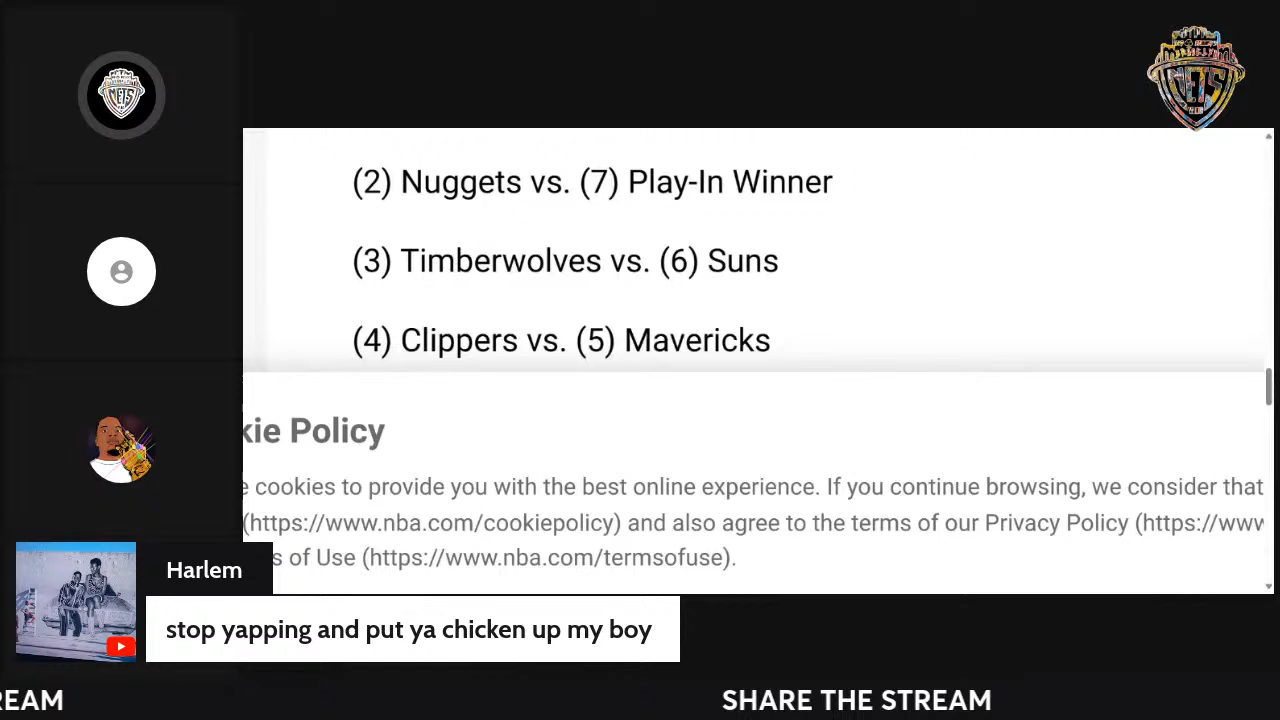 NETS
NETS
(2) Nuggets vs. (7) Play-In Winner
(3) Timberwolves vs. (6) Suns
(4) Clippers vs. (5) Mavericks
kie Policy
e cookies to provide you with the best online experience. If you continue browsing, we consider that
(https://www.nba.com/cookiepolicy) and also agree to the terms of our Privacy Policy (https://www
s of Use (https://www.nba.com/termsofuse).
Harlem
stop yapping and put ya chicken up my boy
REAM
SHARE THE STREAM